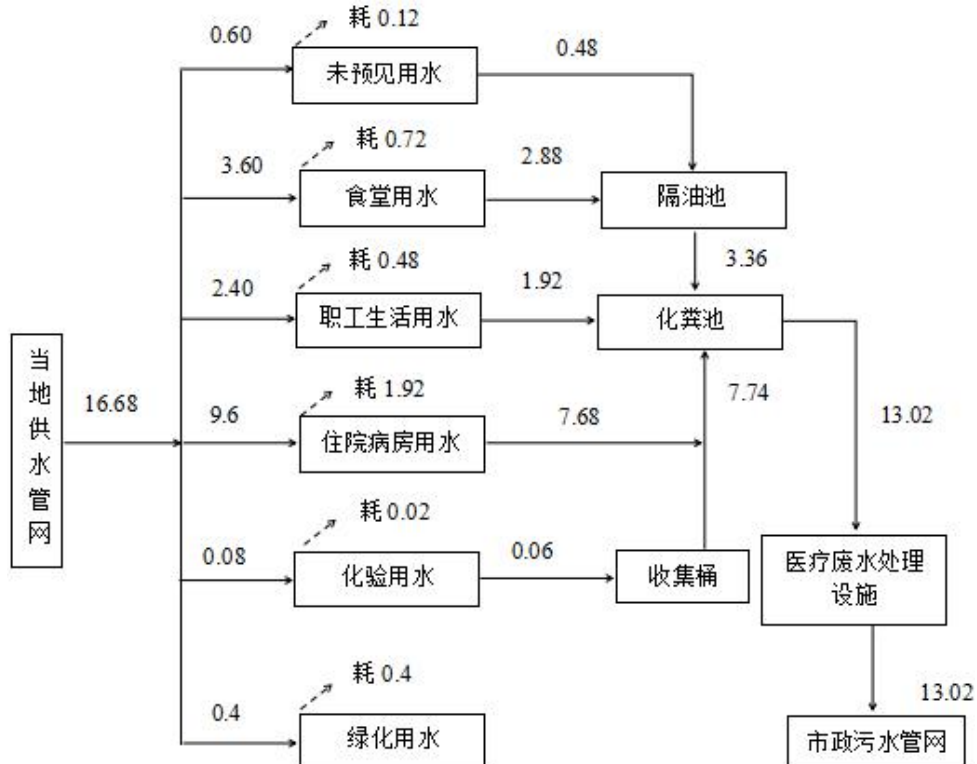 耗 0.12
0.60
未预见用水
0.48
耗 0.72
3.60
食堂用水
2.88
隔油池
耗 0.48
3.36
2.40
职工生活用水
1.92
化粪池
当地供水管网
16.68
耗 1.92
9.6
住院病房用水
7.68
7.74
13.02
耗 0.02
0.08
化验用水
0.06
收集桶
医疗废水处理
设施
耗 0.4
0.4
绿化用水
13.02
市政污水管网